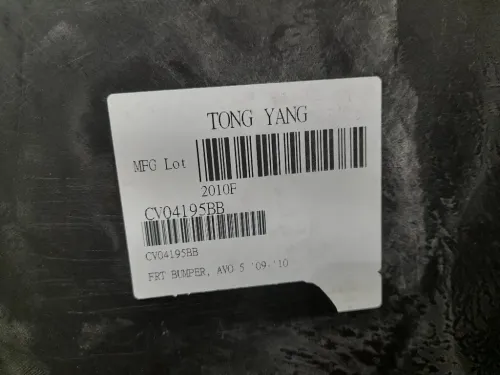 TONG YANG
MFG Lot
2010F
CV04195BB
CV04195BB
FRT BUMPER, AVO 5 '09-'10